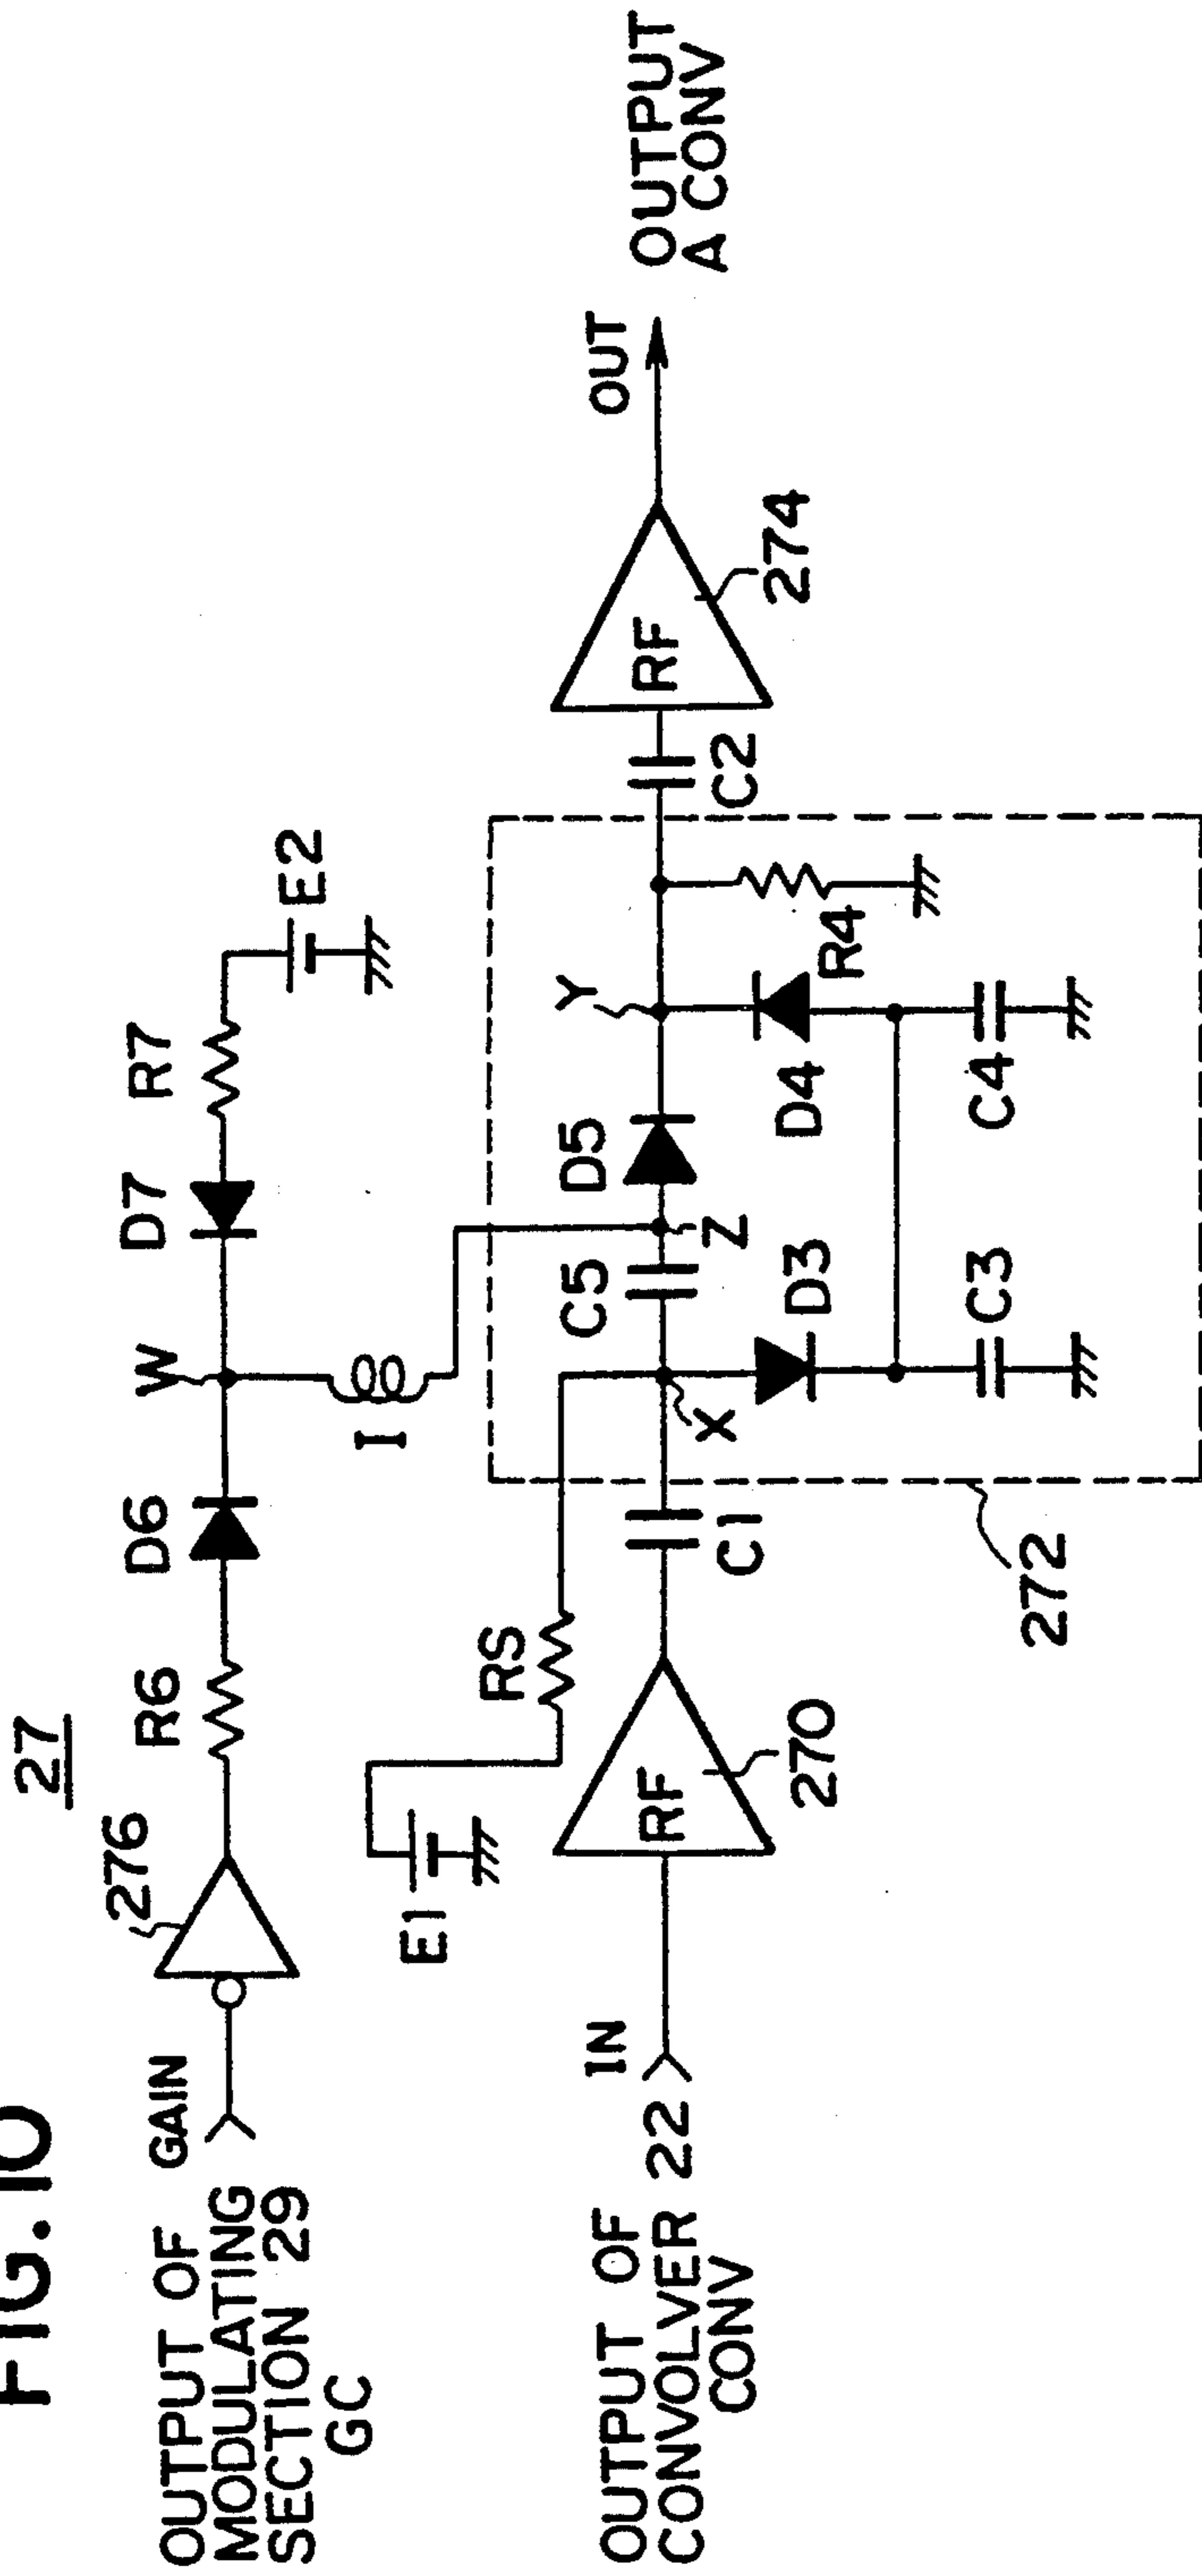 FIG. 10
27
276
W
R6
D6
D7
R7
E2
I
GAIN
OUTPUT OF
MODULATING
SECTION 29
GC
E1
RS
IN
OUTPUT OF
CONVOLVER 22
CONV
RF
270
C1
X
C5
Z
D5
Y
D3
D4
R4
C3
C4
272
C2
RF
274
OUT
OUTPUT
A CONV